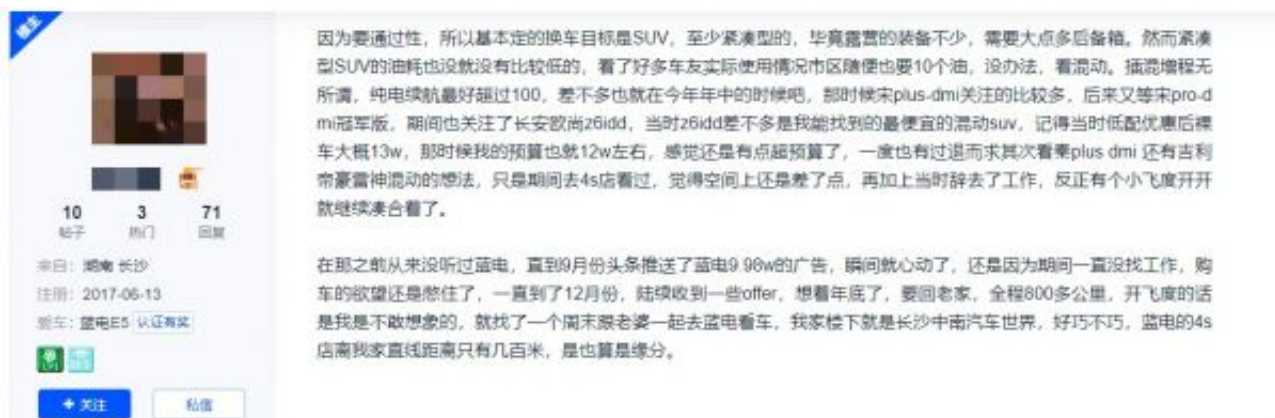 楼主
10 3 71
帖子 热门 回复
来自：湖南 长沙
注册：2017-06-13
爱车：蓝电E5 认证有奖
+ 关注 私信
因为要通过性，所以基本定的换车目标是SUV，至少紧凑型的，毕竟露营的装备不少，需要大点多后备箱。然而紧凑
型SUV的油耗也没就没有比较低的，看了好多车友实际使用情况市区随便也要10个油，没办法，看混动。插混增程无
所谓，纯电续航最好超过100，差不多也就在今年年中的时候吧，那时候宋plus-dmi关注的比较多，后来又等宋pro-d
mi冠军版，期间也关注了长安欧尚z6idd，当时z6idd差不多是我能找到的最便宜的混动suv，记得当时低配优惠后裸
车大概13w，那时候我的预算也就12w左右，感觉还是有点超预算了，一度也有过退而求其次看秦plus dmi 还有吉利
帝豪雷神混动的想法，只是期间去4s店看过，觉得空间上还是差了点，再加上当时辞去了工作，反正有个小飞度开开
就继续凑合着了。
在那之前从来没听过蓝电，直到9月份头条推送了蓝电9 98w的广告，瞬间就心动了，还是因为期间一直没找工作，购
车的欲望还是憋住了，一直到了12月份，陆续收到一些offer，想着年底了，要回老家，全程800多公里，开飞度的话
是我是不敢想象的，就找了一个周末跟老婆一起去蓝电看车，我家楼下就是长沙中南汽车世界，好巧不巧，蓝电的4s
店离我家直线距离只有几百米，是也算是缘分。